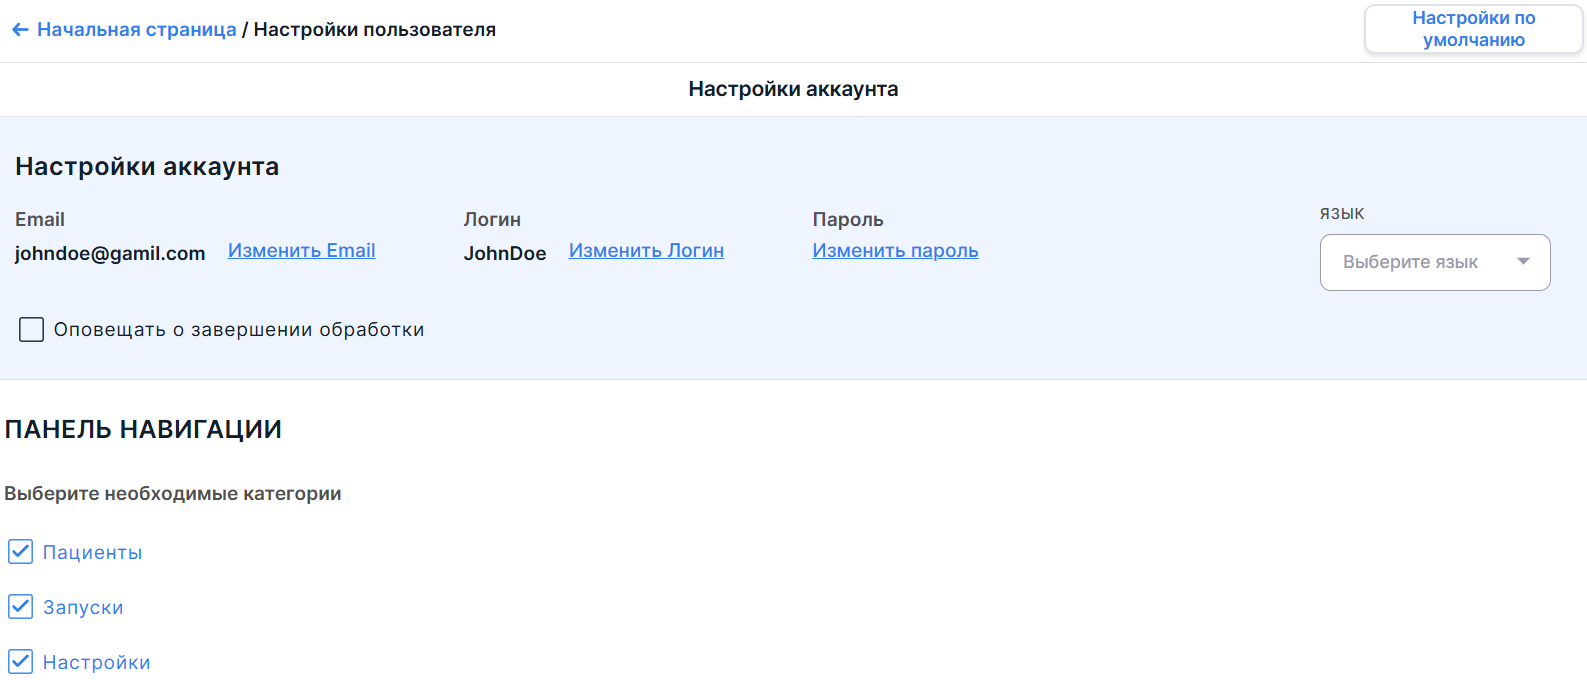 ← Начальная страница / Настройки пользователя
Настройки по
умолчанию
Настройки аккаунта
Настройки аккаунта
Email
johndoe@gamil.com Изменить Email
Логин
JohnDoe Изменить Логин
Пароль
Изменить пароль
ЯЗЫК
Выберите язык
Оповещать о завершении обработки
ПАНЕЛЬ НАВИГАЦИИ
Выберите необходимые категории
Пациенты
Запуски
Настройки